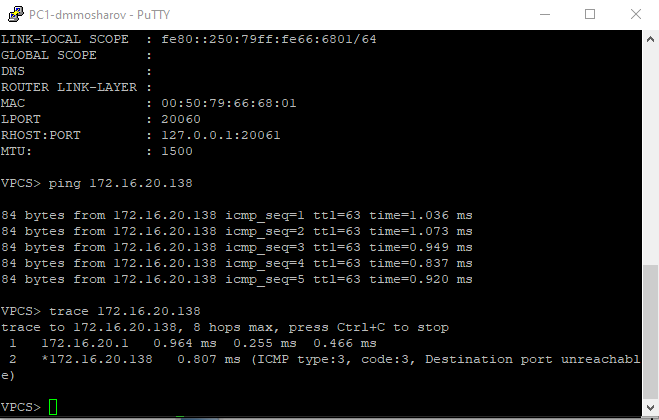 PC1-dmmosharov - PuTTY
LINK-LOCAL SCOPE  : fe80::250:79ff:fe66:6801/64
GLOBAL SCOPE      :
DNS               :
ROUTER LINK-LAYER :
MAC               : 00:50:79:66:68:01
LPORT             : 20060
RHOST:PORT        : 127.0.0.1:20061
MTU:              : 1500
VPCS> ping 172.16.20.138
84 bytes from 172.16.20.138 icmp_seq=1 ttl=63 time=1.036 ms
84 bytes from 172.16.20.138 icmp_seq=2 ttl=63 time=1.073 ms
84 bytes from 172.16.20.138 icmp_seq=3 ttl=63 time=0.949 ms
84 bytes from 172.16.20.138 icmp_seq=4 ttl=63 time=0.837 ms
84 bytes from 172.16.20.138 icmp_seq=5 ttl=63 time=0.920 ms
VPCS> trace 172.16.20.138
trace to 172.16.20.138, 8 hops max, press Ctrl+C to stop
 1   172.16.20.1   0.964 ms  0.255 ms  0.466 ms
 2   *172.16.20.138   0.807 ms (ICMP type:3, code:3, Destination port unreachabl
e)
VPCS>